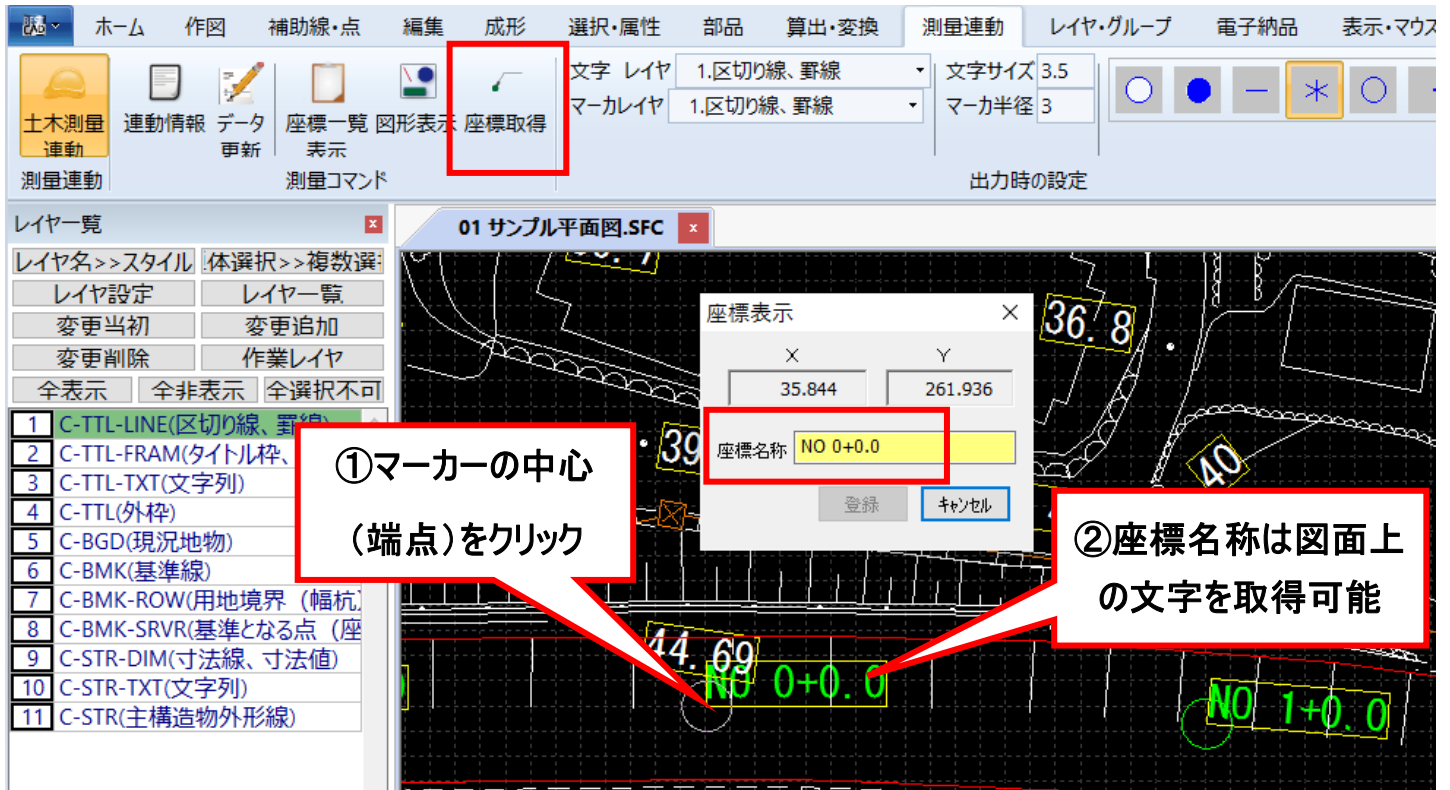 ホーム 作図 補助線・点 編集 成形 選択・属性 部品 算出・変換 測量連動 レイヤ・グループ 電子納品 表示・マウス
土木測量
連動
連動情報
データ
更新
座標一覧
表示
図形表示
座標取得
文字 レイヤ 1.区切り線、罫線
マーカレイヤ 1.区切り線、罫線
文字サイズ 3.5
マーカ半径 3
測量連動 測量コマンド 出力時の設定
レイヤ一覧 x
01 サンプル平面図.SFC x
レイヤ名>>スタイル 体選択>>複数選
レイヤ設定 レイヤ一覧
変更当初 変更追加
変更削除 作業レイヤ
全表示 全非表示 全選択不可
1 C-TTL-LINE(区切り線、罫線)
2 C-TTL-FRAM(タイトル枠、
3 C-TTL-TXT(文字列)
4 C-TTL(外枠)
5 C-BGD(現況地物)
6 C-BMK(基準線)
7 C-BMK-ROW(用地境界 (幅杭)
8 C-BMK-SRVR(基準となる点 (座
9 C-STR-DIM(寸法線、寸法値)
10 C-STR-TXT(文字列)
11 C-STR(主構造物外形線)
座標表示
X Y
35.844 261.936
座標名称 NO 0+0.0
登録 キャンセル
36.8
39
40
①マーカーの中心
(端点)をクリック
②座標名称は図面上
の文字を取得可能
44.69
NO 0+0.0
NO 1+0.0